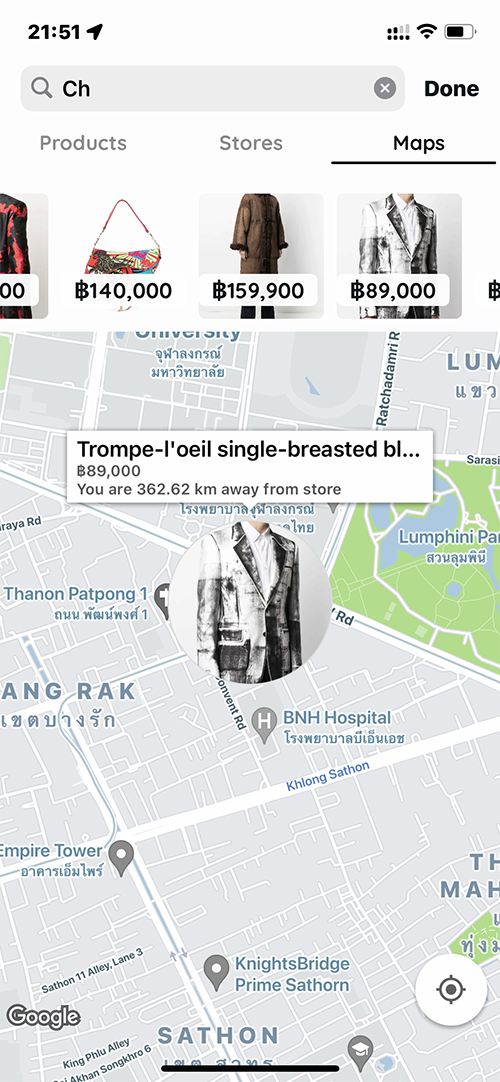 21:51
Ch
Done
Products
Stores
Maps
00
฿140,000
฿159,900
฿89,000
฿
University
จุฬาลงกรณ์
มหาวิทยาลัย
Ratchadamri R
LUM
แขว
Trompe-l'oeil single-breasted bl...
฿89,000
You are 362.62 km away from store
Sarasi
โรงพยาบาลจุฬาลงกรณ์
กาดไทย
araya Rd
Lumphini Par
สวนลุมพินี
Thanon Patpong 1
ถนน พัฒน์พงศ์ 1
V Rd
ANG RAK
เขตบางรัก
Convent Rd
BNH Hospital
โรงพยาบาลบีเอ็นเอช
Khlong Sathon
Empire Tower
อาคารเอ็มไพร์
TH
MAH
ทุ่งม
Sathon 11 Alley, Lane 3
KnightsBridge
Prime Sathorn
Google
SATHON
เขต สาทร
King Phlu Alley
Soi Akhan Songkhro 6